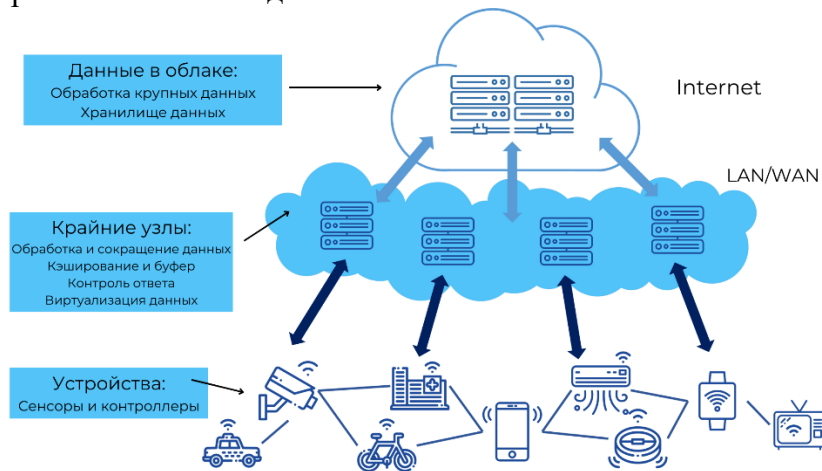 Данные в облаке:
Обработка крупных данных
Хранилище данных
Internet
LAN/WAN
Крайние узлы:
Обработка и сокращение данных
Кэширование и буфер
Контроль ответа
Виртуализация данных
Устройства:
Сенсоры и контроллеры